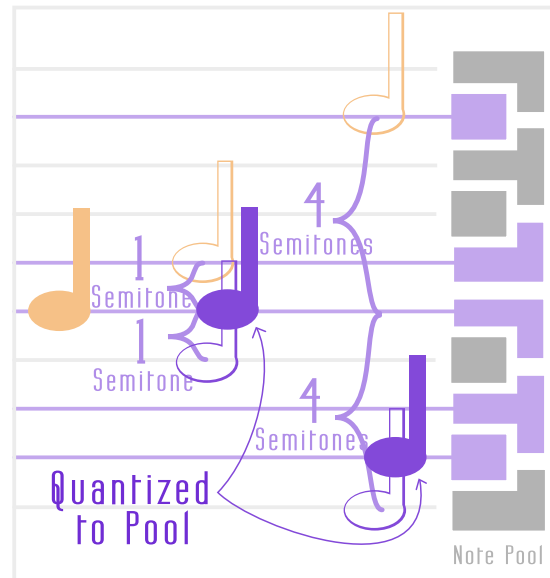 4
Semitones
1
Semitone
1
Semitone
4
Semitones
Quantized
to Pool
Note Pool